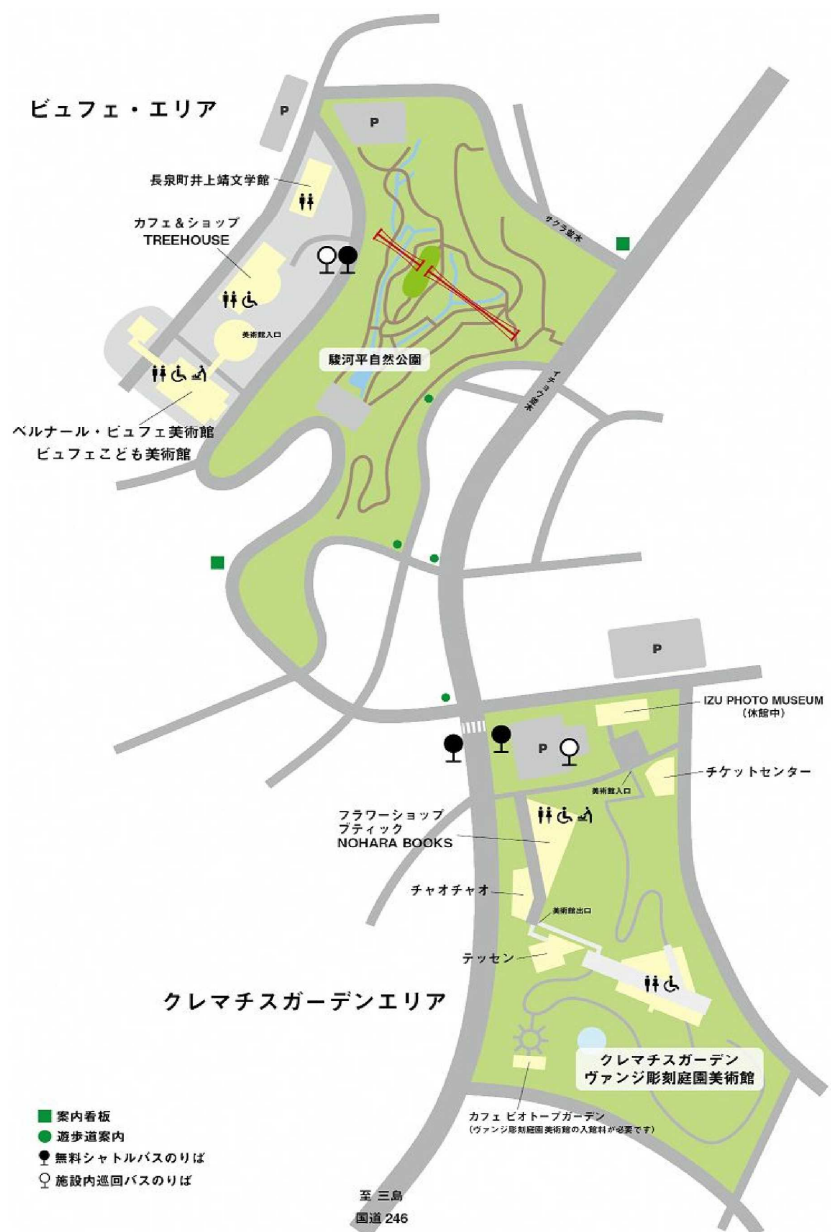 ビュフェ・エリア
P
P
長泉町井上靖文学館
カフェ&ショップ
TREEHOUSE
サクラ並木
美術館入口
駿河平自然公園
イチョウ並木
ベルナール・ビュフェ美術館
ビュフェこども美術館
P
IZU PHOTO MUSEUM
(休館中)
P
チケットセンター
美術館入口
フラワーショップ
ブティック
NOHARA BOOKS
チャオチャオ
美術館出口
テッセン
クレマチスガーデンエリア
クレマチスガーデン
ヴァンジ彫刻庭園美術館
カフェ ビオトープガーデン
(ヴァンジ彫刻庭園美術館の入館料が必要です)
案内看板
遊歩道案内
無料シャトルバスのりば
施設内巡回バスのりば
至 三島
国道 246